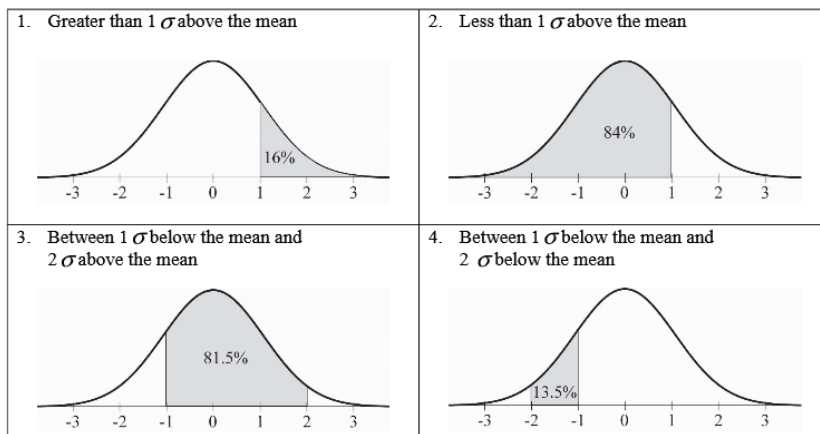 1. Greater than 1 σ above the mean
16%
-3 -2 -1 0 1 2 3
2. Less than 1 σ above the mean
84%
-3 -2 -1 0 1 2 3
3. Between 1 σ below the mean and
2 σ above the mean
81.5%
-3 -2 -1 0 1 2 3
4. Between 1 σ below the mean and
2 σ below the mean
13.5%
-3 -2 -1 0 1 2 3